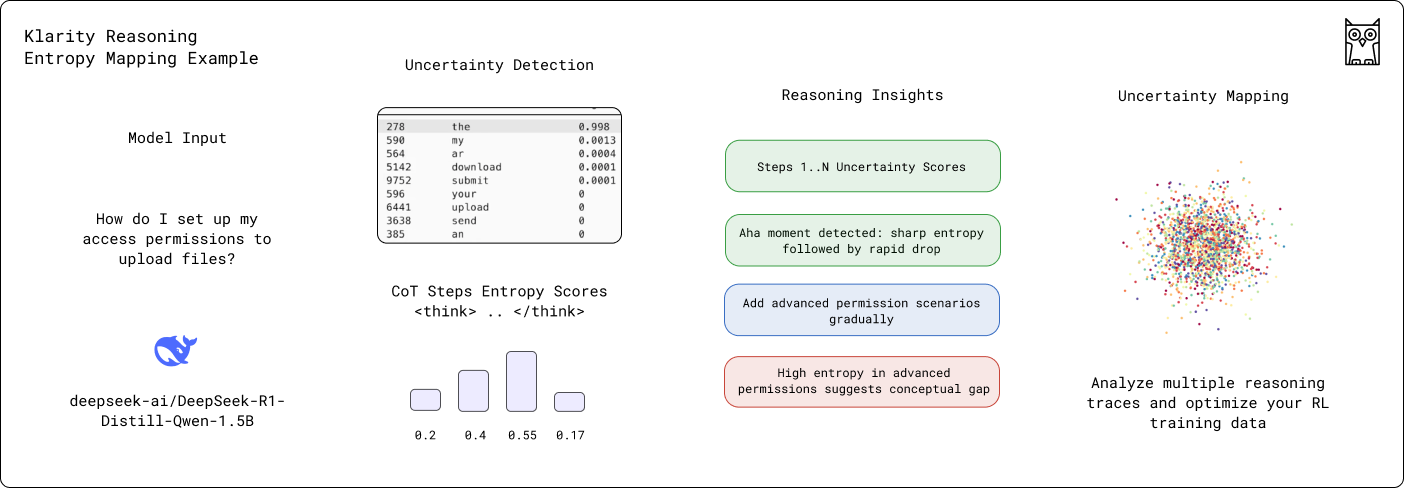 Klarity Reasoning
Entropy Mapping Example
Model Input
How do I set up my
access permissions to
upload files?
deepseek-ai/DeepSeek-R1-
Distill-Qwen-1.5B
Uncertainty Detection
278 the 0.998
590 my 0.0013
564 ar 0.0004
5142 download 0.0001
9752 submit 0.0001
596 your 0
6441 upload 0
3638 send 0
385 an 0
CoT Steps Entropy Scores
<think> .. </think>
0.2 0.4 0.55 0.17
Reasoning Insights
Steps 1..N Uncertainty Scores
Aha moment detected: sharp entropy
followed by rapid drop
Add advanced permission scenarios
gradually
High entropy in advanced
permissions suggests conceptual gap
Uncertainty Mapping
Analyze multiple reasoning
traces and optimize your RL
training data